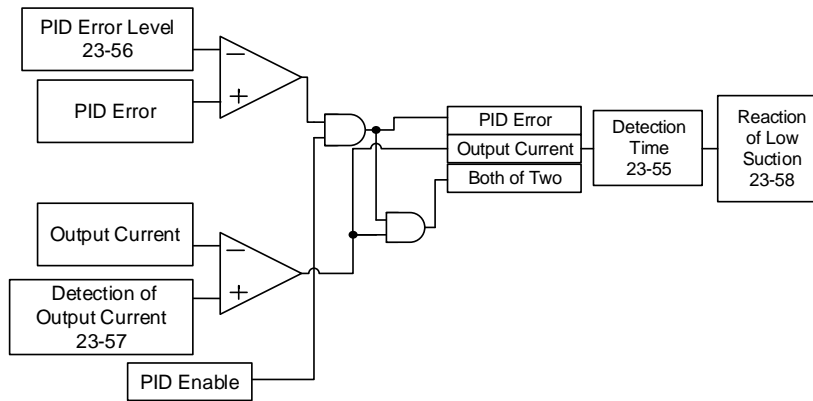 PID Error Level
23-56
−
PID Error
+
PID Error
Output Current
Both of Two
Detection
Time
23-55
Reaction
of Low
Suction
23-58
Output Current
−
Detection of
Output Current
23-57
+
PID Enable